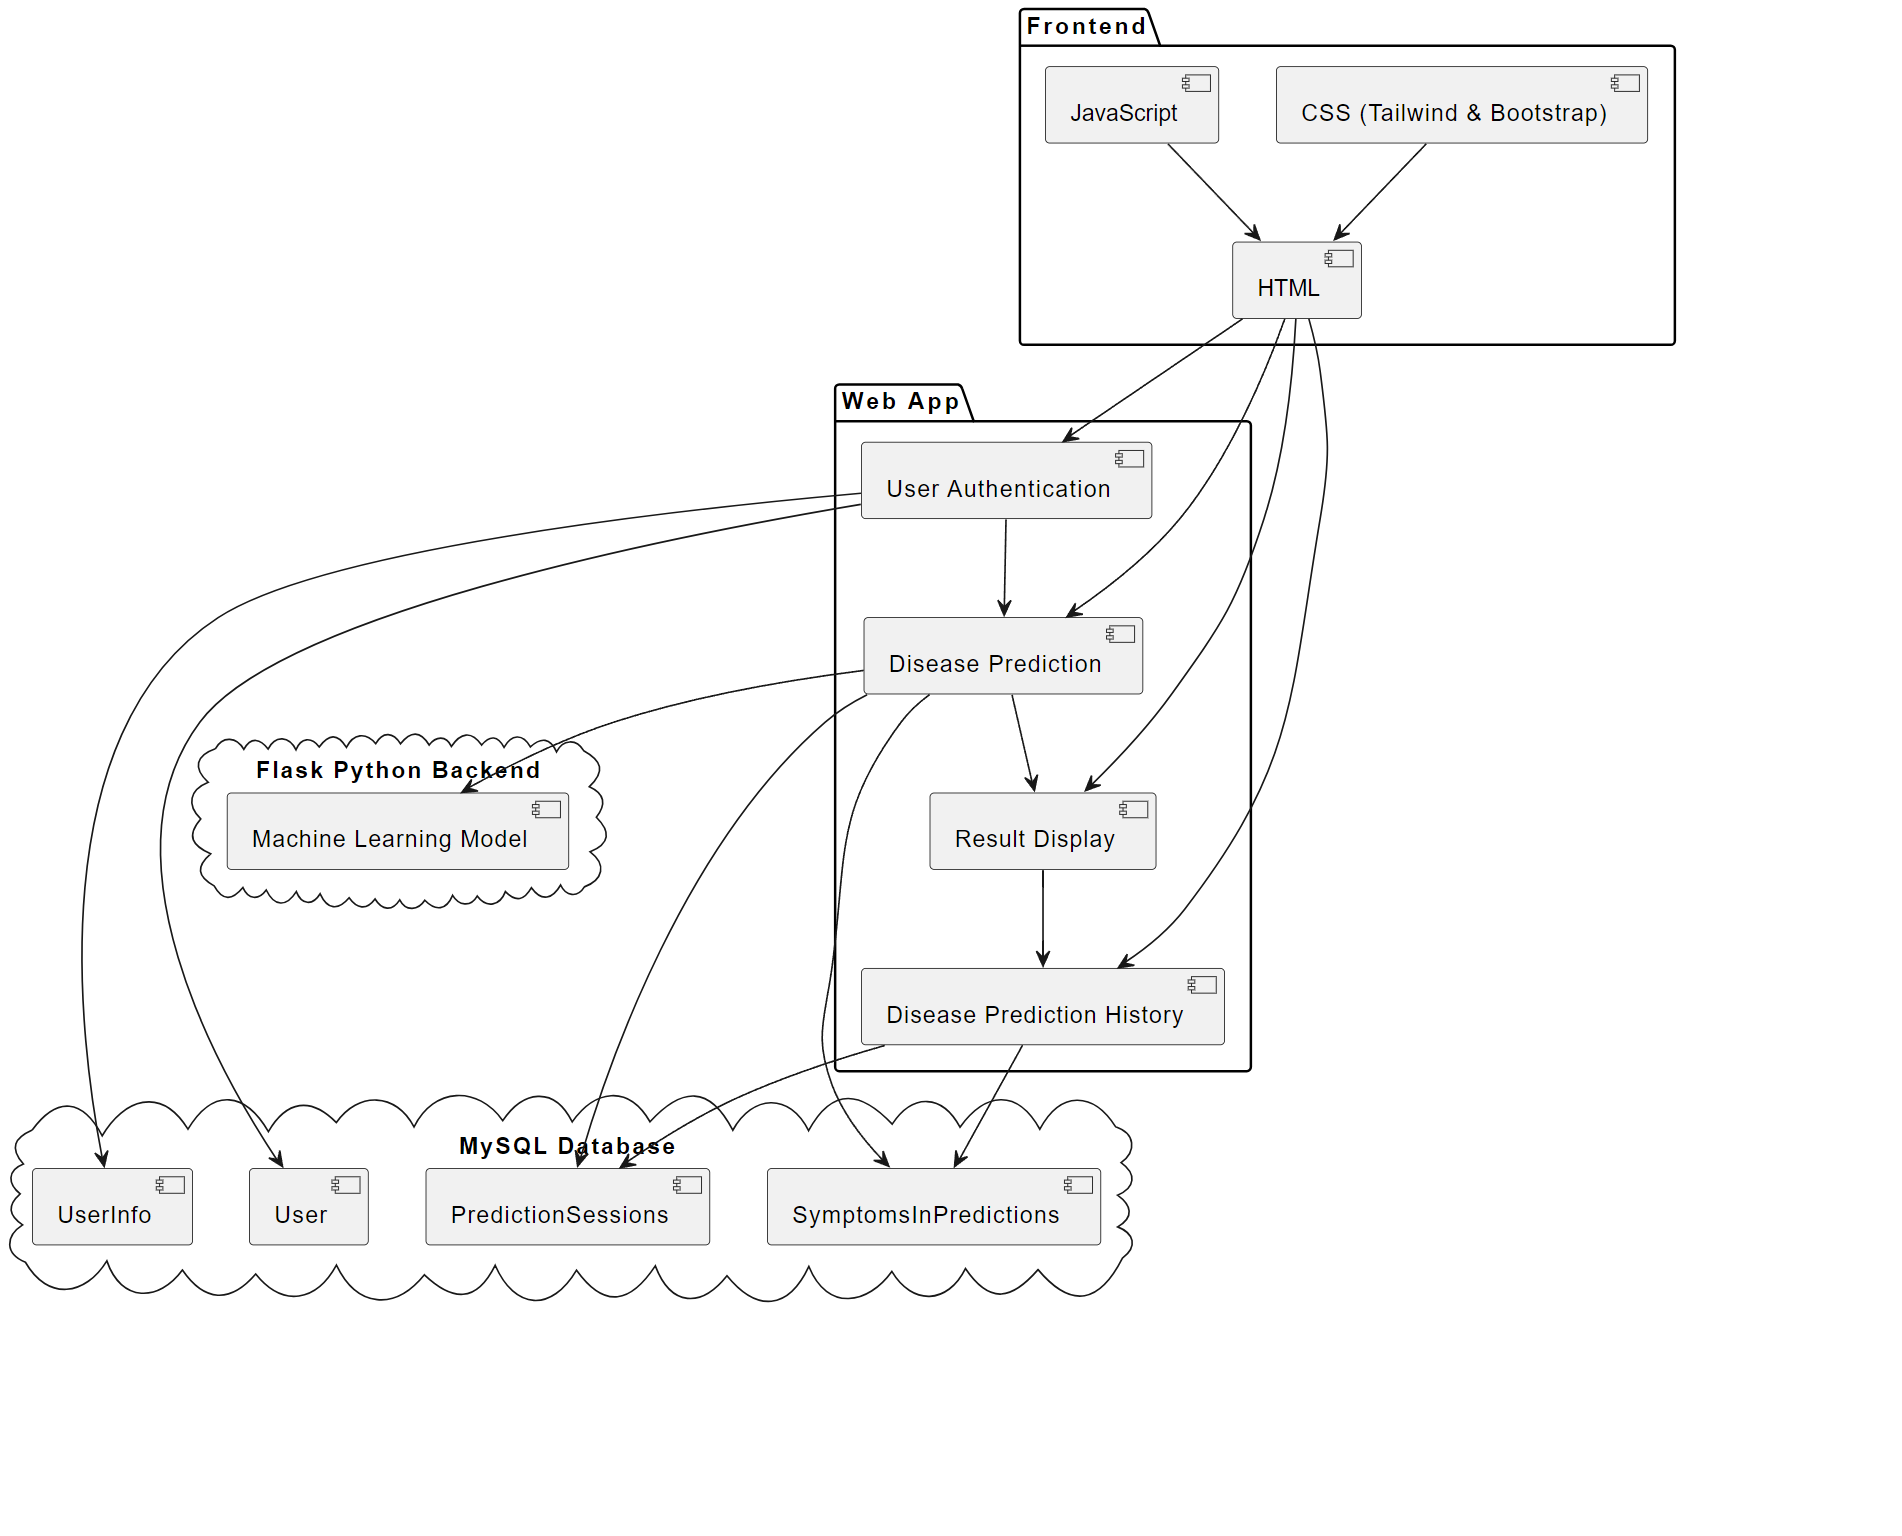 Frontend
JavaScript
CSS (Tailwind & Bootstrap)
HTML
Web App
User Authentication
Disease Prediction
Flask Python Backend
Machine Learning Model
Result Display
Disease Prediction History
MySQL Database
UserInfo
User
PredictionSessions
SymptomsInPredictions